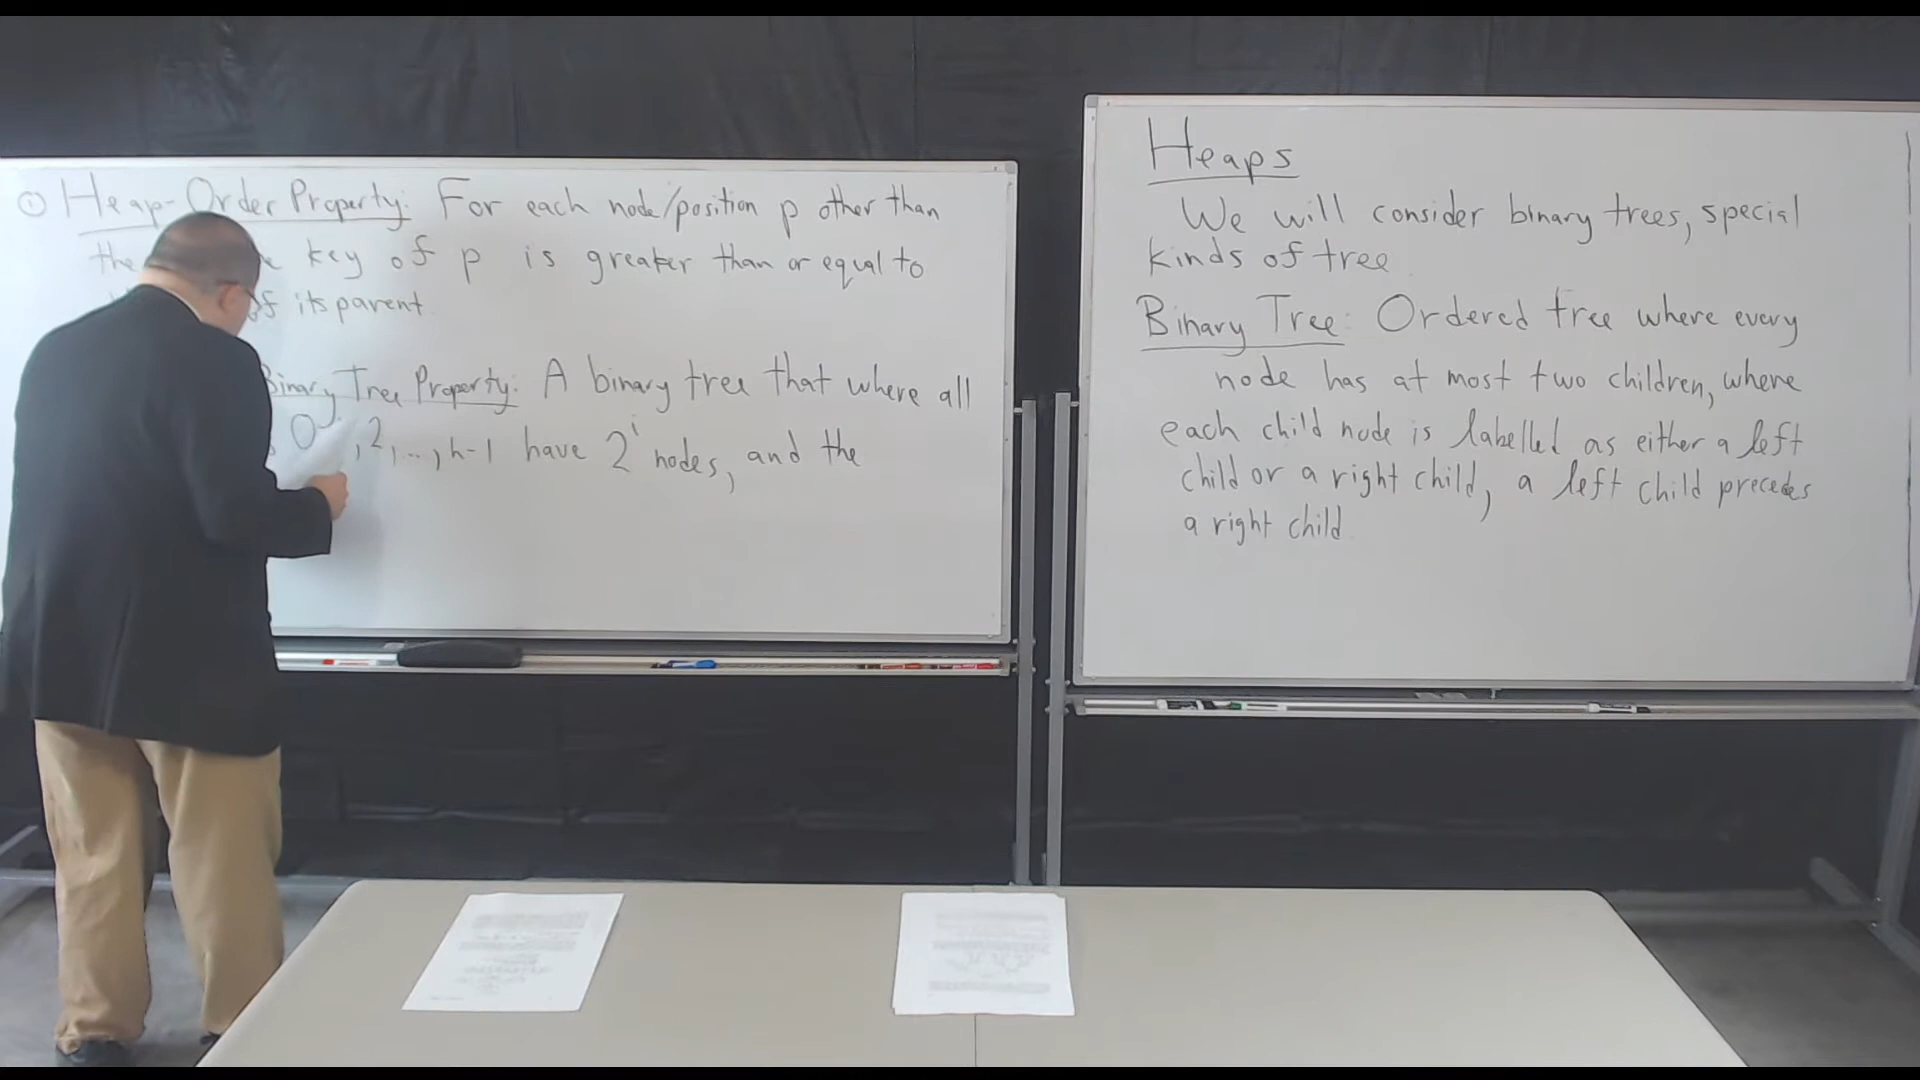 ① Heap-Order Property: For each node/position p other than
the key of p is greater than or equal to
of its parent.
Binary Tree Property: A binary tree that where all
0, , 2, ..., h-1 have 2^i nodes, and the
Heaps
We will consider binary trees, special
kinds of tree
Binary Tree: Ordered tree where every
node has at most two children, where
each child node is labelled as either a left
child or a right child, a left child precedes
a right child.